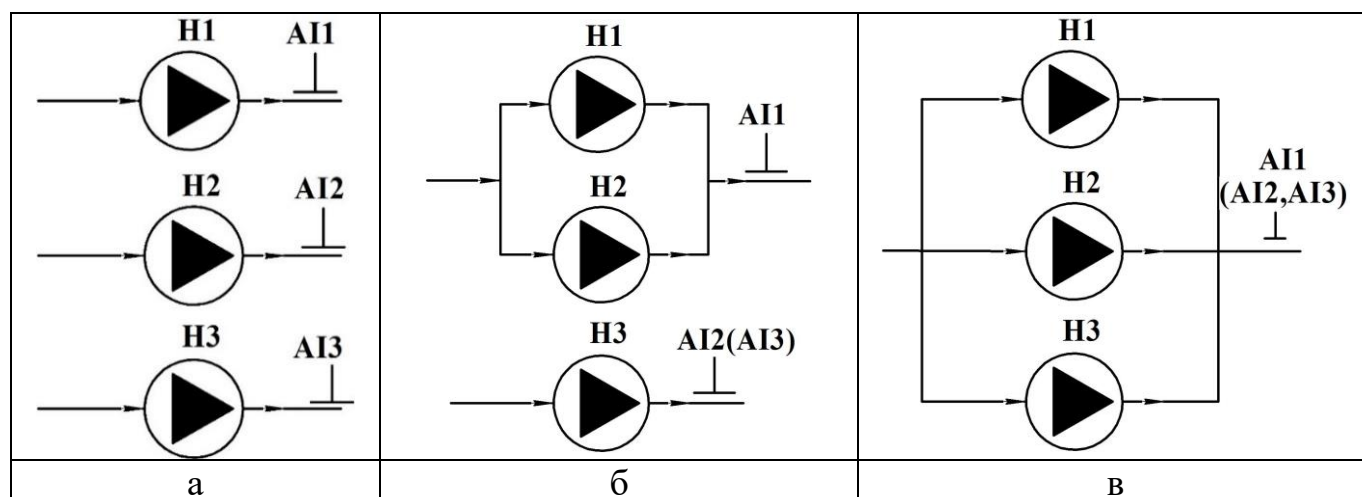 H1
AI1
H2
AI2
H3
AI3
а
H1
AI1
H2
H3
AI2(AI3)
б
H1
H2
AI1
(AI2,AI3)
H3
в